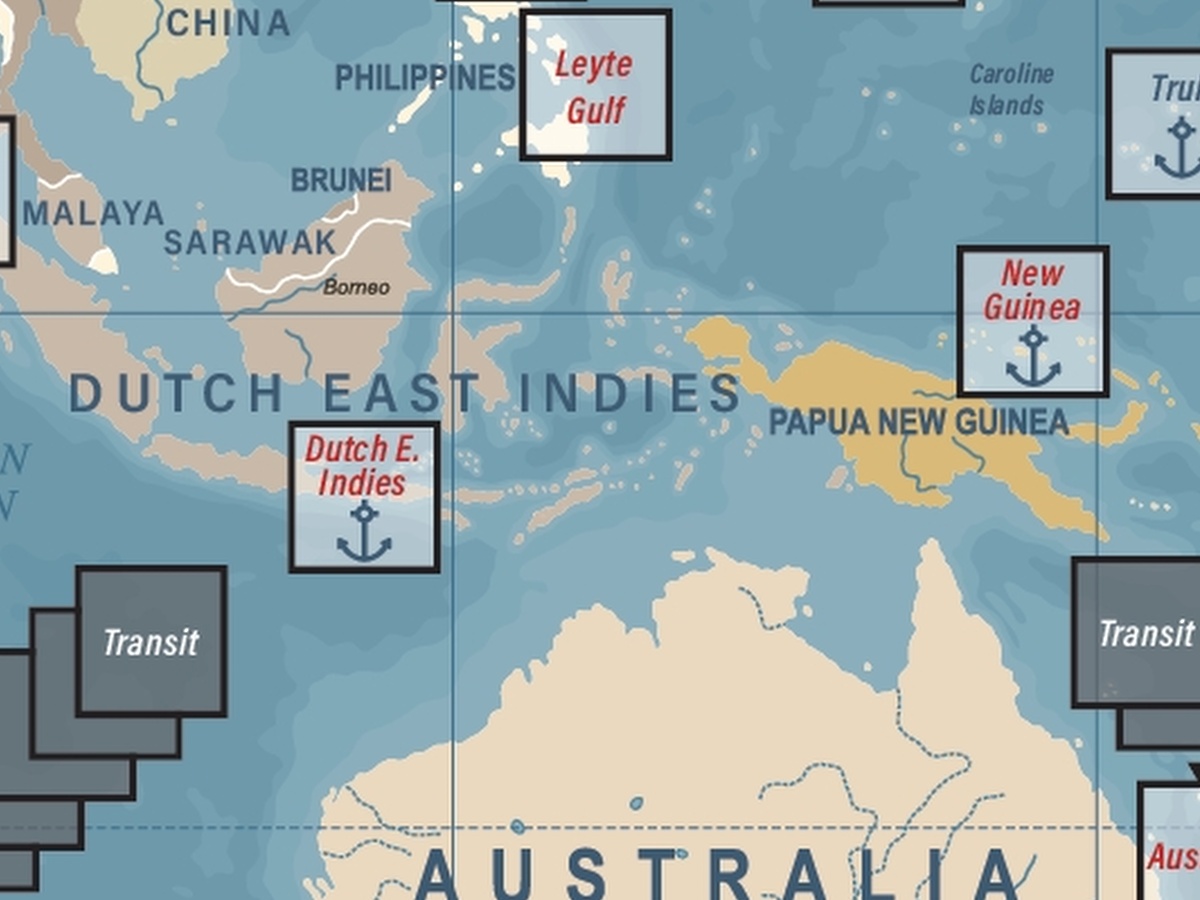 CHINA
PHILIPPINES
Leyte
Gulf
Caroline
Islands
BRUNEI
MALAYA
SARAWAK
Borneo
New
Guinea
DUTCH EAST INDIES
PAPUA NEW GUINEA
Dutch E.
Indies
Transit
Transit
AUSTRALIA